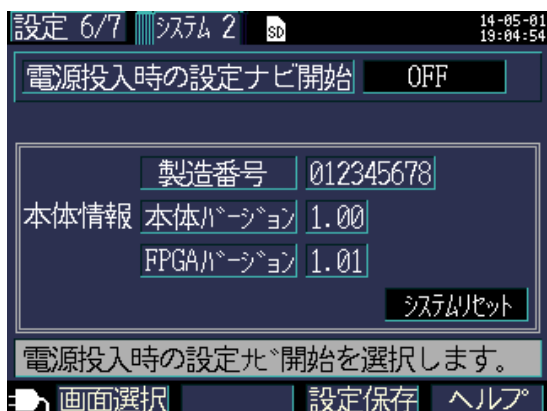 設定 6/7 ｼｽﾃﾑ 2 SD 14-05-01
19:04:54
電源投入時の設定ナビ開始 OFF
製造番号 012345678
本体情報 本体ﾊﾞｰｼﾞｮﾝ 1.00
FPGAﾊﾞｰｼﾞｮﾝ 1.01
ｼｽﾃﾑﾘｾｯﾄ
電源投入時の設定ﾅﾋﾞ開始を選択します。
画面選択 設定保存 ヘルプ